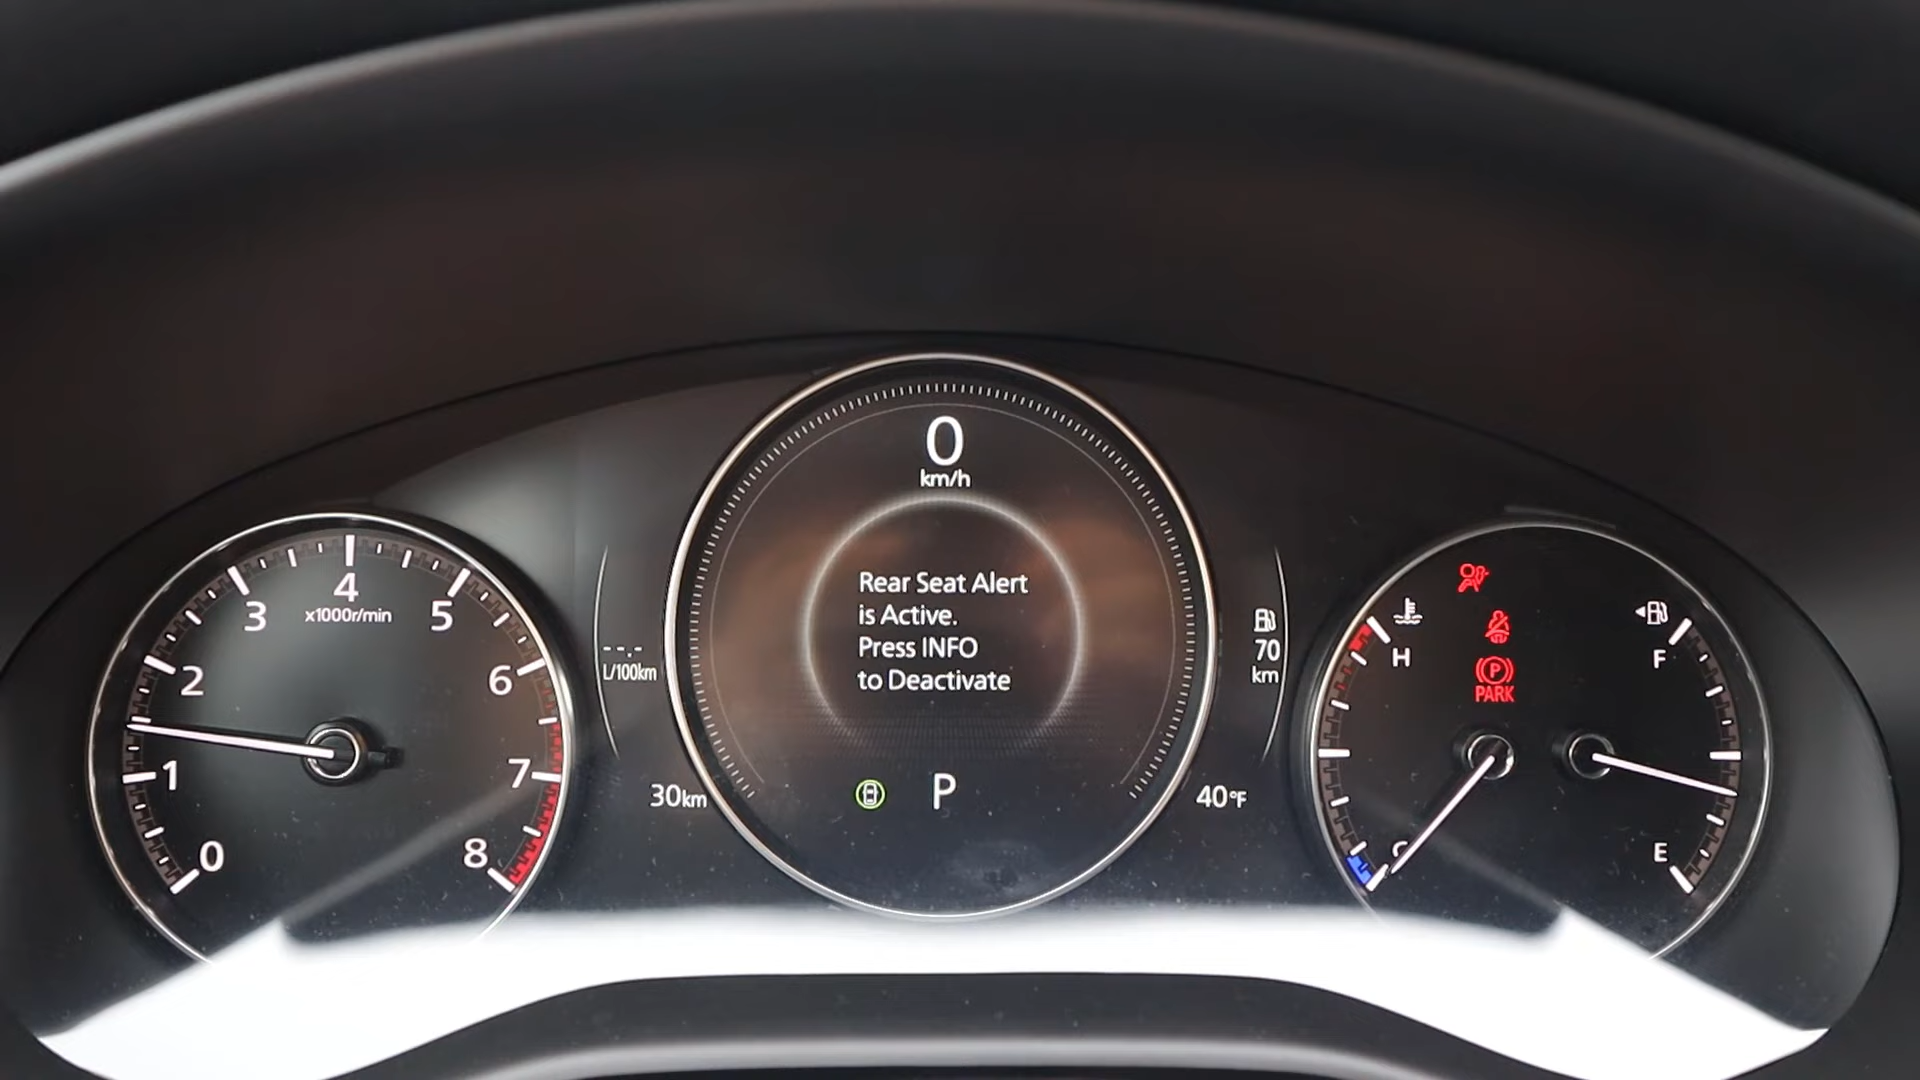 0
km/h
Rear Seat Alert
is Active.
Press INFO
to Deactivate
P
0
1
2
3
4
5
6
7
8
x1000r/min
--.-
L/100km
30km
70
km
40°F
H
C
PARK
P
F
E